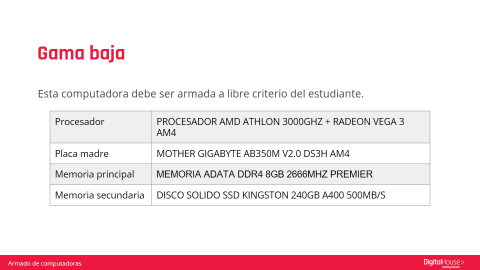 Gama baja
Esta computadora debe ser armada a libre criterio del estudiante.
Procesador
PROCESADOR AMD ATHLON 3000GHZ + RADEON VEGA 3
AM4
Placa madre
MOTHER GIGABYTE AB350M V2.0 DS3H AM4
Memoria principal
MEMORIA ADATA DDR4 8GB 2666MHZ PREMIER
Memoria secundaria
DISCO SOLIDO SSD KINGSTON 240GB A400 500MB/S
Armado de computadoras
DigitalHouse>